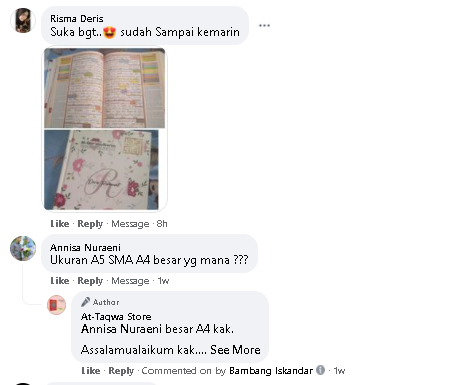 Risma Deris
Suka bgt..😍 sudah Sampai kemarin
R
Like · Reply · Message · 8h
Annisa Nuraeni
Ukuran A5 SMA A4 besar yg mana ???
Like · Reply · Message · 1w
Author
At-Taqwa Store
Annisa Nuraeni besar A4 kak.
Assalamualaikum kak.... See More
Like · Reply · Commented on by Bambang Iskandar · 1w